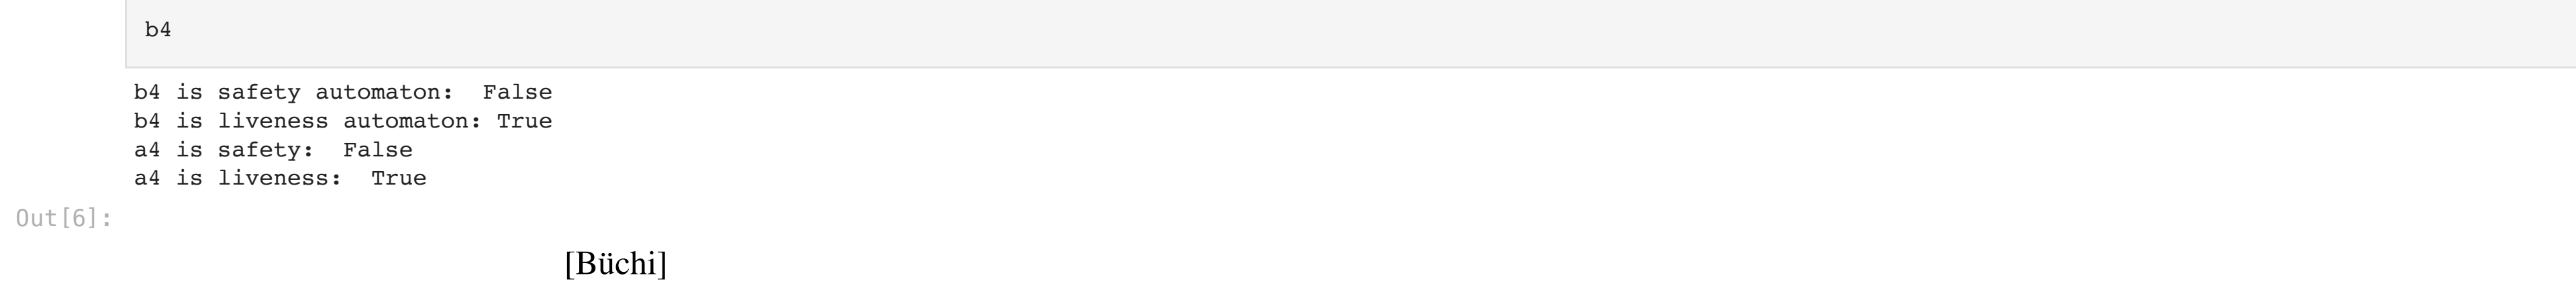 b4
b4 is safety automaton:  False
b4 is liveness automaton: True
a4 is safety:  False
a4 is liveness:  True
Out[6]:
[Büchi]